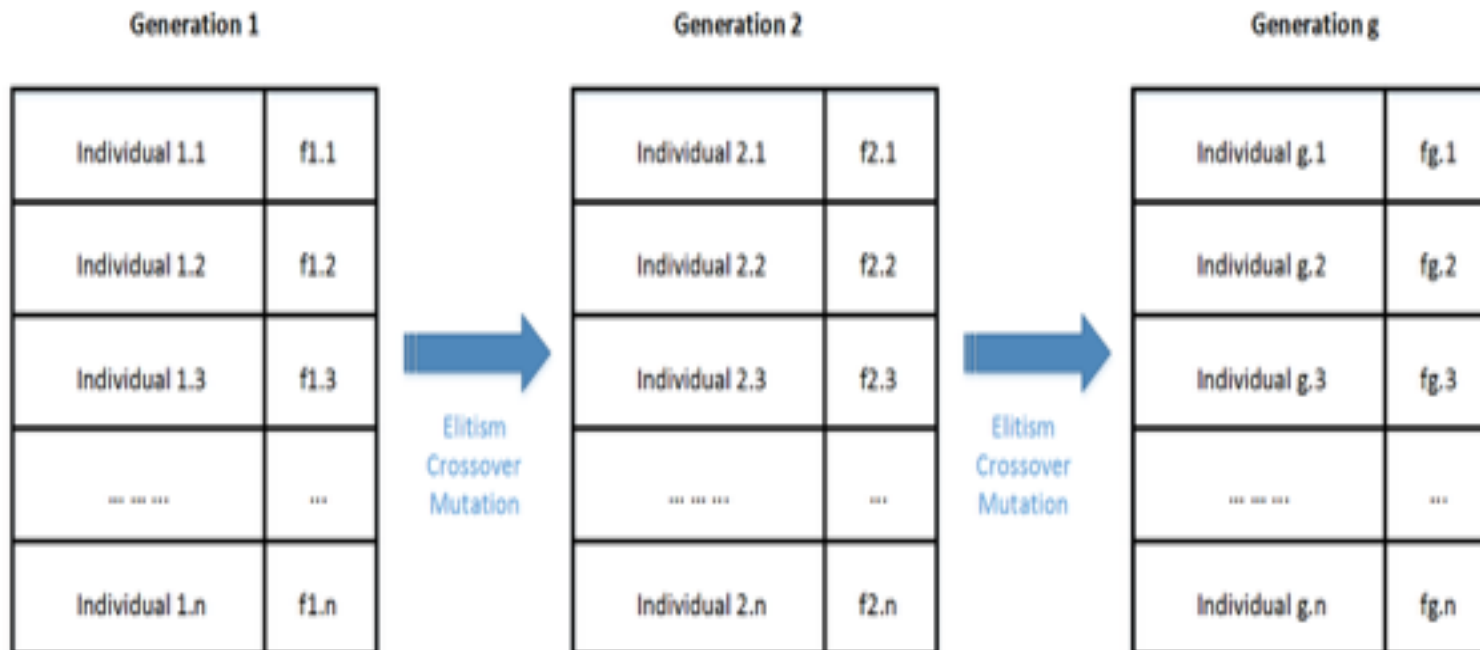 Generation 1 Generation 2 Generation g
Individual 1.1 f1.1 Individual 2.1 f2.1 Individual g.1 fg.1
Individual 1.2 f1.2 Individual 2.2 f2.2 Individual g.2 fg.2
Individual 1.3 f1.3 Individual 2.3 f2.3 Individual g.3 fg.3
Elitism Elitism
Crossover Crossover
... ... ... ... ... ... ... ... ... ... ... ...
Mutation Mutation
Individual 1.n f1.n Individual 2.n f2.n Individual g.n fg.n